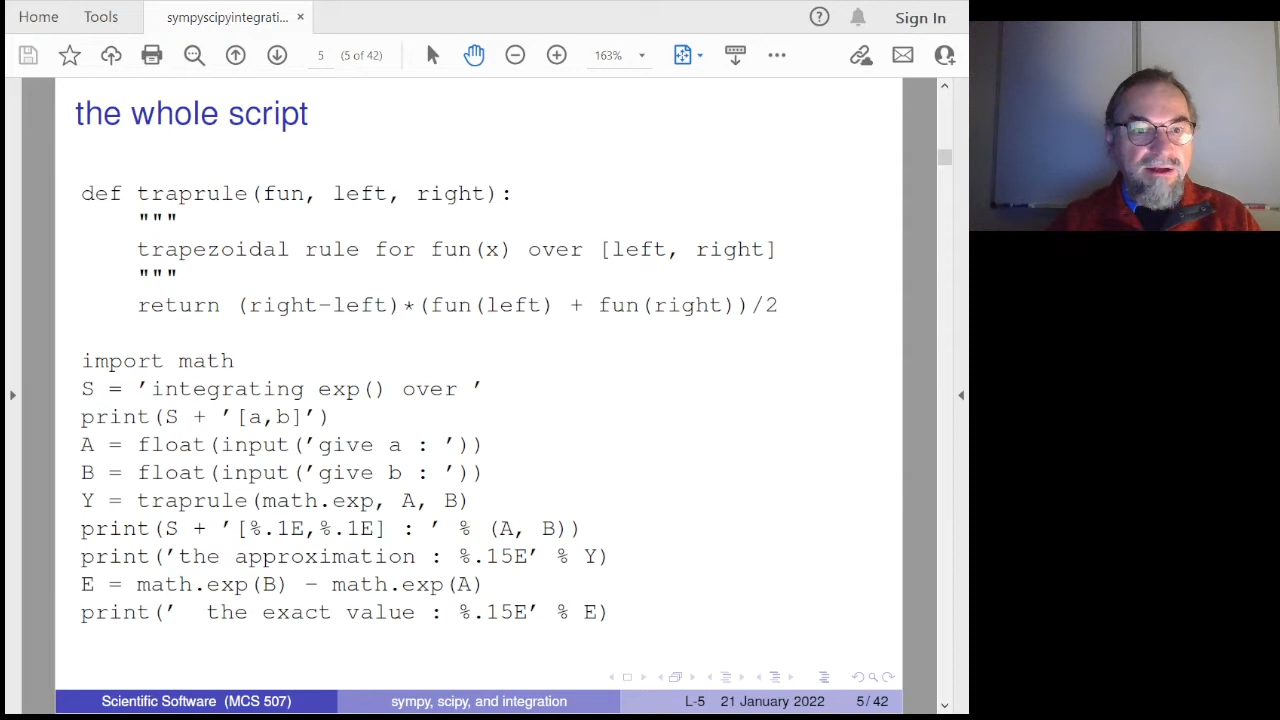 Home Tools sympyscipyintegrati... × Sign In
5 (5 of 42) 163%
the whole script
def traprule(fun, left, right):
"""
trapezoidal rule for fun(x) over [left, right]
"""
return (right-left)*(fun(left) + fun(right))/2
import math
S = 'integrating exp() over '
print(S + '[a,b]')
A = float(input('give a : '))
B = float(input('give b : '))
Y = traprule(math.exp, A, B)
print(S + '[%.1E,%.1E] : ' % (A, B))
print('the approximation : %.15E' % Y)
E = math.exp(B) - math.exp(A)
print('  the exact value : %.15E' % E)
Scientific Software (MCS 507) sympy, scipy, and integration L-5 21 January 2022 5 / 42